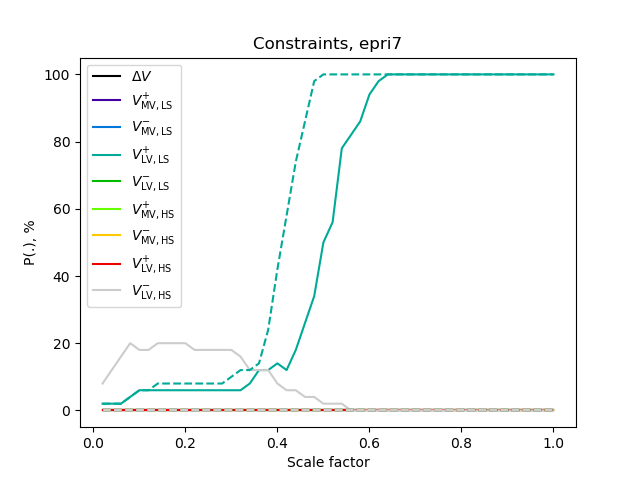 Constraints, epri7
P(.), %
100
80
60
40
20
0
ΔV
V⁺MV, LS
V⁻MV, LS
V⁺LV, LS
V⁻LV, LS
V⁺MV, HS
V⁻MV, HS
V⁺LV, HS
V⁻LV, HS
0.0 0.2 0.4 0.6 0.8 1.0
Scale factor